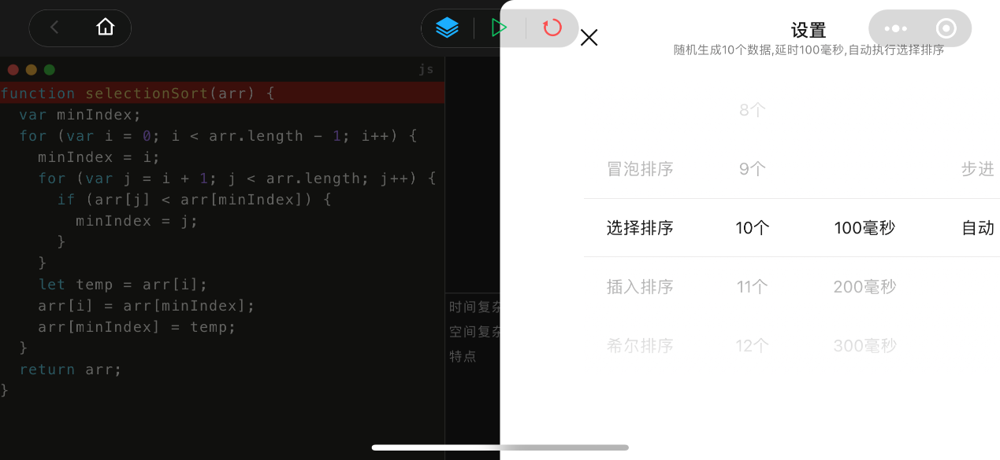 js
function selectionSort(arr) {
  var minIndex;
  for (var i = 0; i < arr.length - 1; i++) {
    minIndex = i;
    for (var j = i + 1; j < arr.length; j++) {
      if (arr[j] < arr[minIndex]) {
        minIndex = j;
      }
    }
    let temp = arr[i];
    arr[i] = arr[minIndex];
    arr[minIndex] = temp;
  }
  return arr;
}
时间复杂
空间复杂
特点
设置
随机生成10个数据,延时100毫秒,自动执行选择排序
8个
冒泡排序 9个 步进
选择排序 10个 100毫秒 自动
插入排序 11个 200毫秒
希尔排序 12个 300毫秒